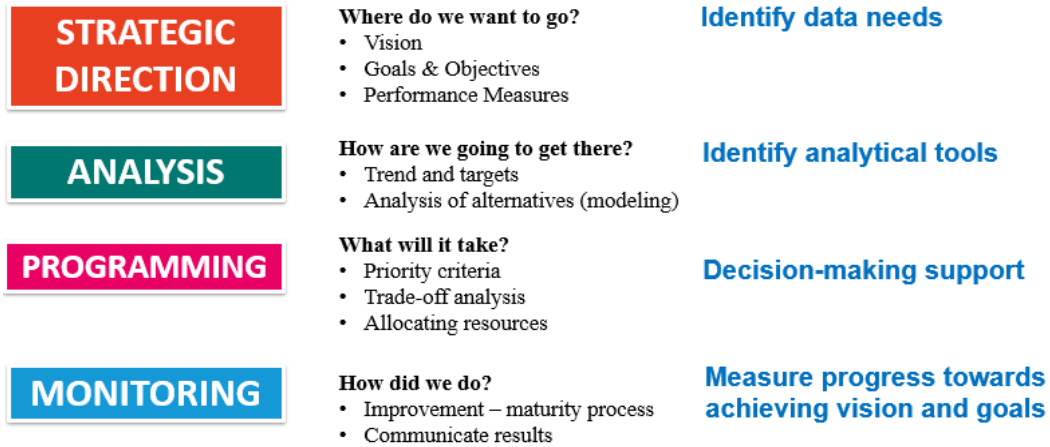 STRATEGIC
DIRECTION
Where do we want to go?
• Vision
• Goals & Objectives
• Performance Measures
Identify data needs
ANALYSIS
How are we going to get there?
• Trend and targets
• Analysis of alternatives (modeling)
Identify analytical tools
PROGRAMMING
What will it take?
• Priority criteria
• Trade-off analysis
• Allocating resources
Decision-making support
MONITORING
How did we do?
• Improvement – maturity process
• Communicate results
Measure progress towards
achieving vision and goals